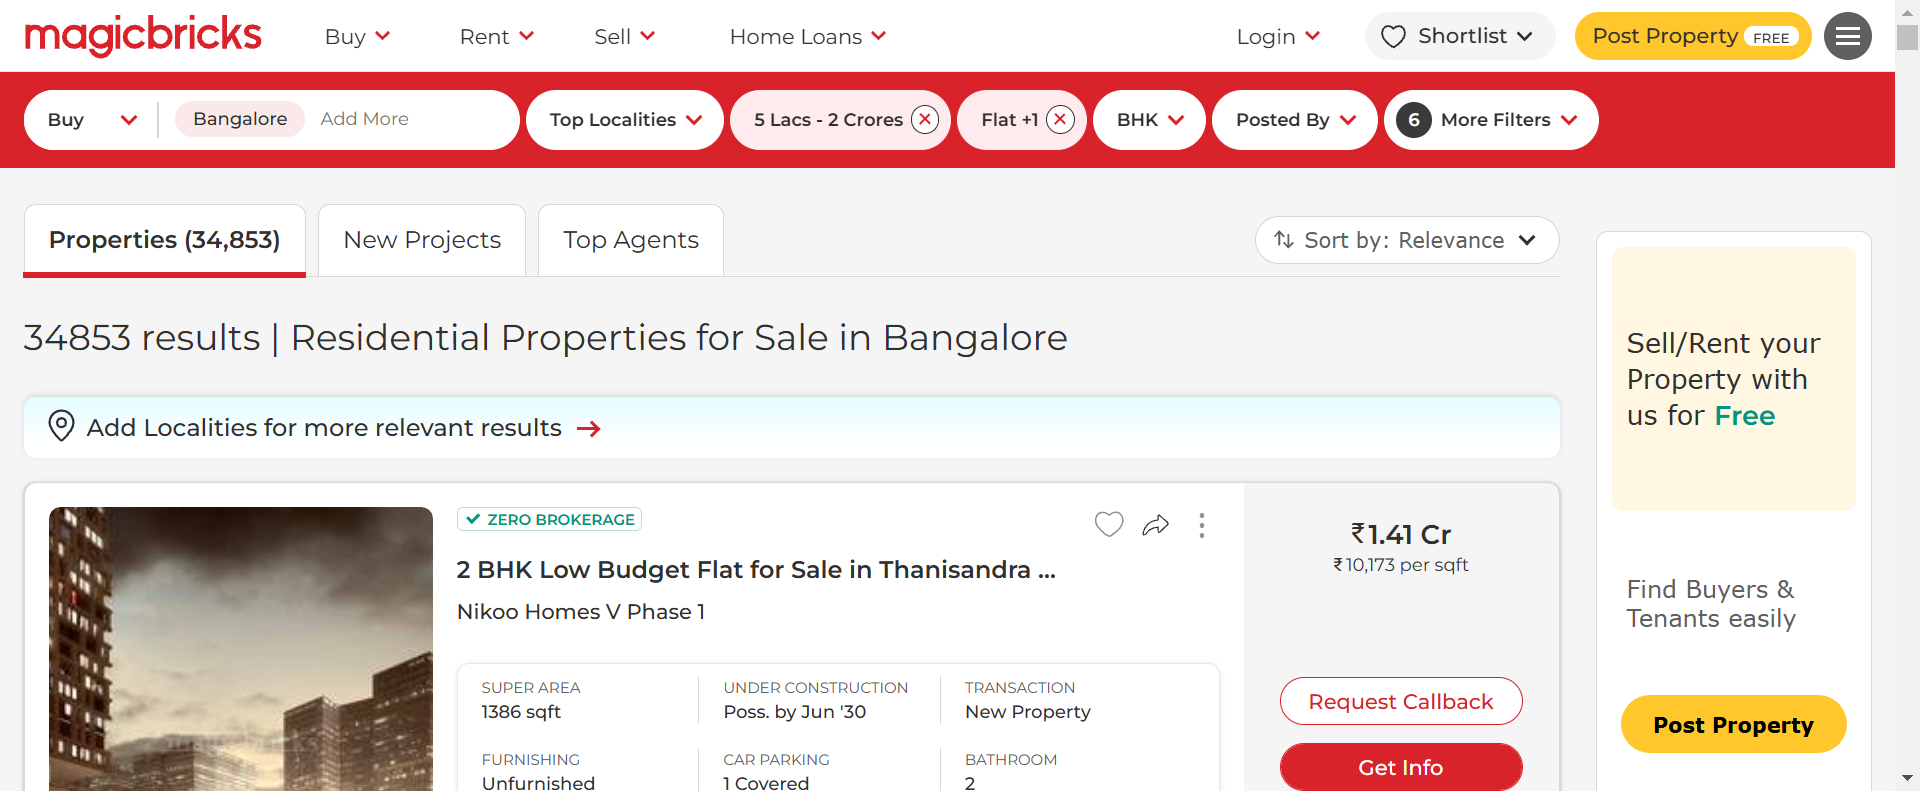 magicbricks
Buy
Rent
Sell
Home Loans
Login
Shortlist
Post Property FREE
Buy
Bangalore
Add More
Top Localities
5 Lacs - 2 Crores
Flat +1
BHK
Posted By
6 More Filters
Properties (34,853)
New Projects
Top Agents
Sort by: Relevance
34853 results | Residential Properties for Sale in Bangalore
Add Localities for more relevant results
ZERO BROKERAGE
2 BHK Low Budget Flat for Sale in Thanisandra ...
Nikoo Homes V Phase 1
SUPER AREA
1386 sqft
UNDER CONSTRUCTION
Poss. by Jun '30
TRANSACTION
New Property
FURNISHING
Unfurnished
CAR PARKING
1 Covered
BATHROOM
2
₹1.41 Cr
₹10,173 per sqft
Request Callback
Get Info
Sell/Rent your
Property with
us for Free
Find Buyers &
Tenants easily
Post Property